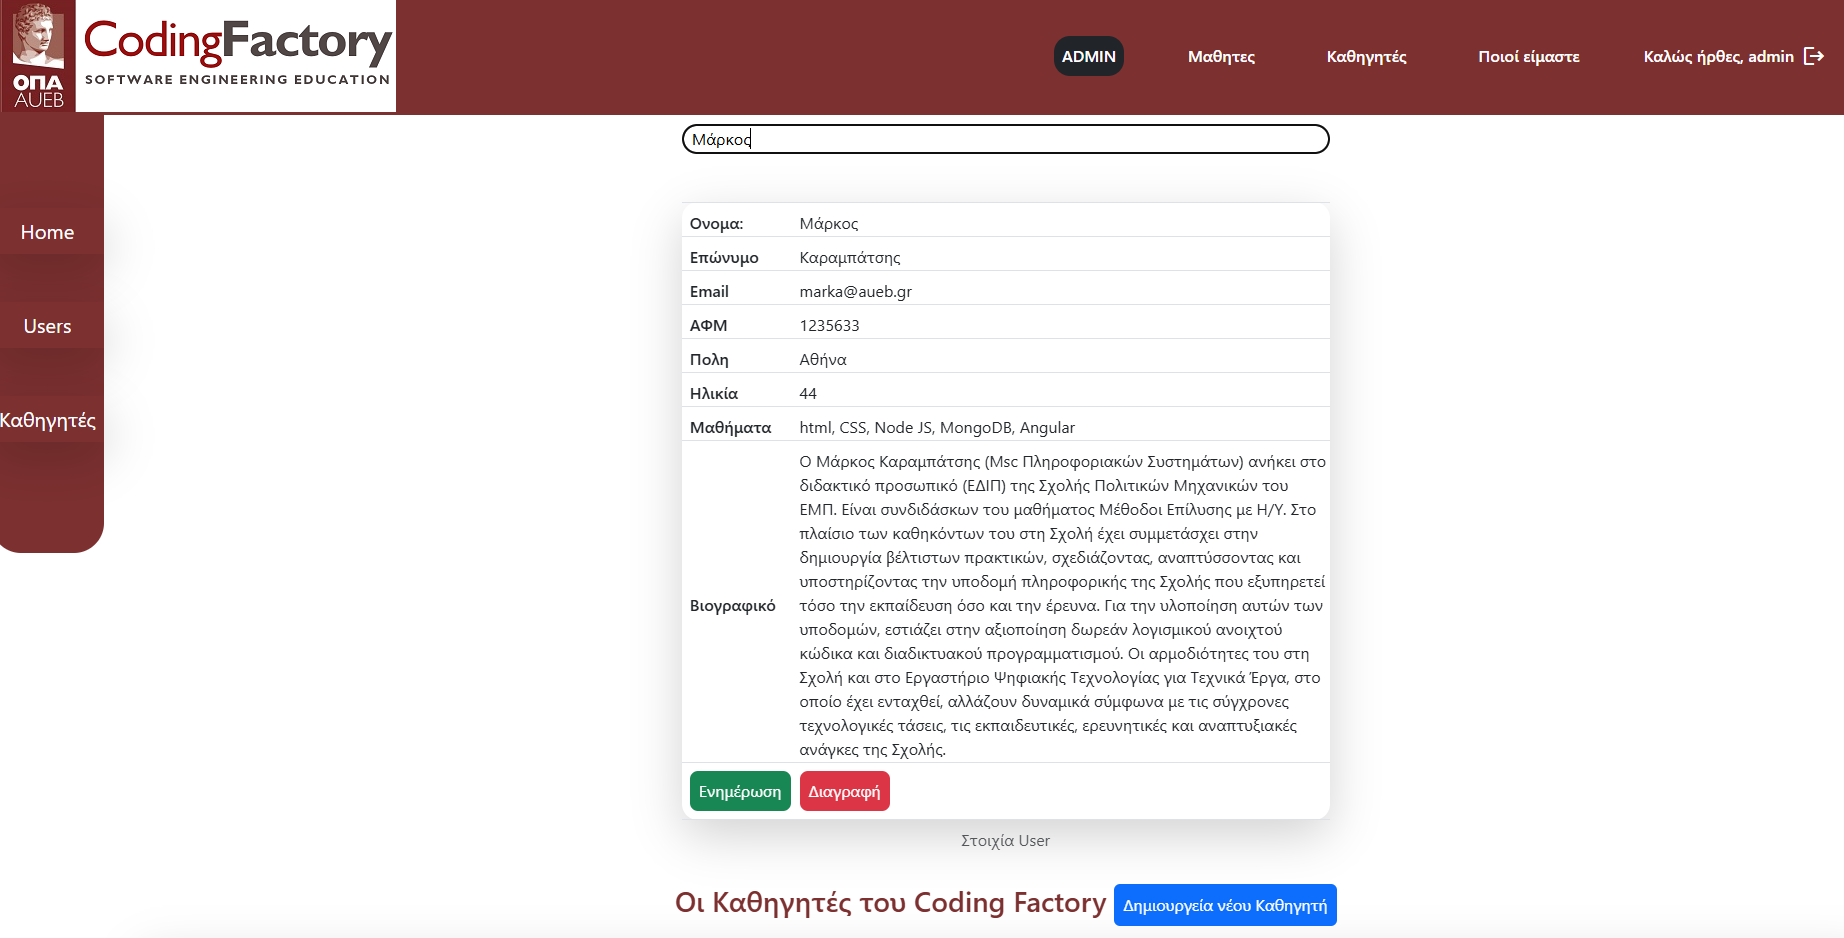 ΟΠΑ
AUEB
CodingFactory
SOFTWARE ENGINEERING EDUCATION
ADMIN
Μαθητες
Καθηγητές
Ποιοί είμαστε
Καλώς ήρθες, admin
Home
Users
Καθηγητές
Μάρκος
Ονομα: Μάρκος
Επώνυμο Καραμπάτσης
Email marka@aueb.gr
ΑΦΜ 1235633
Πολη Αθήνα
Ηλικία 44
Μαθήματα html, CSS, Node JS, MongoDB, Angular
Βιογραφικό
Ο Μάρκος Καραμπάτσης (Msc Πληροφοριακών Συστημάτων) ανήκει στο
διδακτικό προσωπικό (ΕΔΙΠ) της Σχολής Πολιτικών Μηχανικών του
ΕΜΠ. Είναι συνδιδάσκων του μαθήματος Μέθοδοι Επίλυσης με Η/Υ. Στο
πλαίσιο των καθηκόντων του στη Σχολή έχει συμμετάσχει στην
δημιουργία βέλτιστων πρακτικών, σχεδιάζοντας, αναπτύσσοντας και
υποστηρίζοντας την υποδομή πληροφορικής της Σχολής που εξυπηρετεί
τόσο την εκπαίδευση όσο και την έρευνα. Για την υλοποίηση αυτών των
υποδομών, εστιάζει στην αξιοποίηση δωρεάν λογισμικού ανοιχτού
κώδικα και διαδικτυακού προγραμματισμού. Οι αρμοδιότητες του στη
Σχολή και στο Εργαστήριο Ψηφιακής Τεχνολογίας για Τεχνικά Έργα, στο
οποίο έχει ενταχθεί, αλλάζουν δυναμικά σύμφωνα με τις σύγχρονες
τεχνολογικές τάσεις, τις εκπαιδευτικές, ερευνητικές και αναπτυξιακές
ανάγκες της Σχολής.
Ενημέρωση Διαγραφή
Στοιχία User
Οι Καθηγητές του Coding Factory Δημιουργεία νέου Καθηγητή